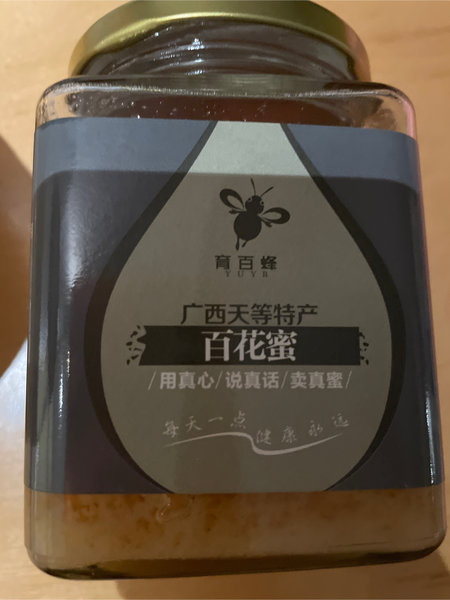 育百蜂
YUYB
广西天等特产
百花蜜
/用真心/说真话/卖真蜜/
每天一点 健康永远